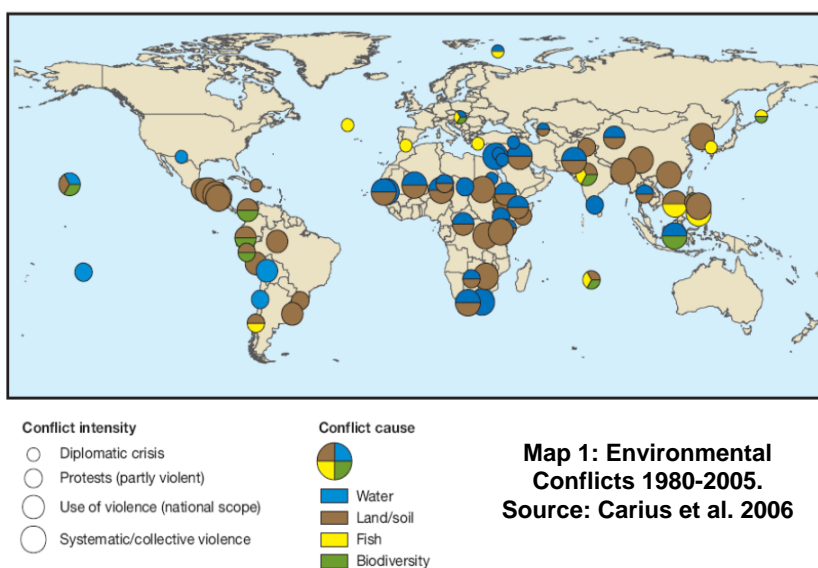 Conflict intensity
Diplomatic crisis
Protests (partly violent)
Use of violence (national scope)
Systematic/collective violence
Conflict cause
Water
Land/soil
Fish
Biodiversity
Map 1: Environmental
Conflicts 1980-2005.
Source: Carius et al. 2006